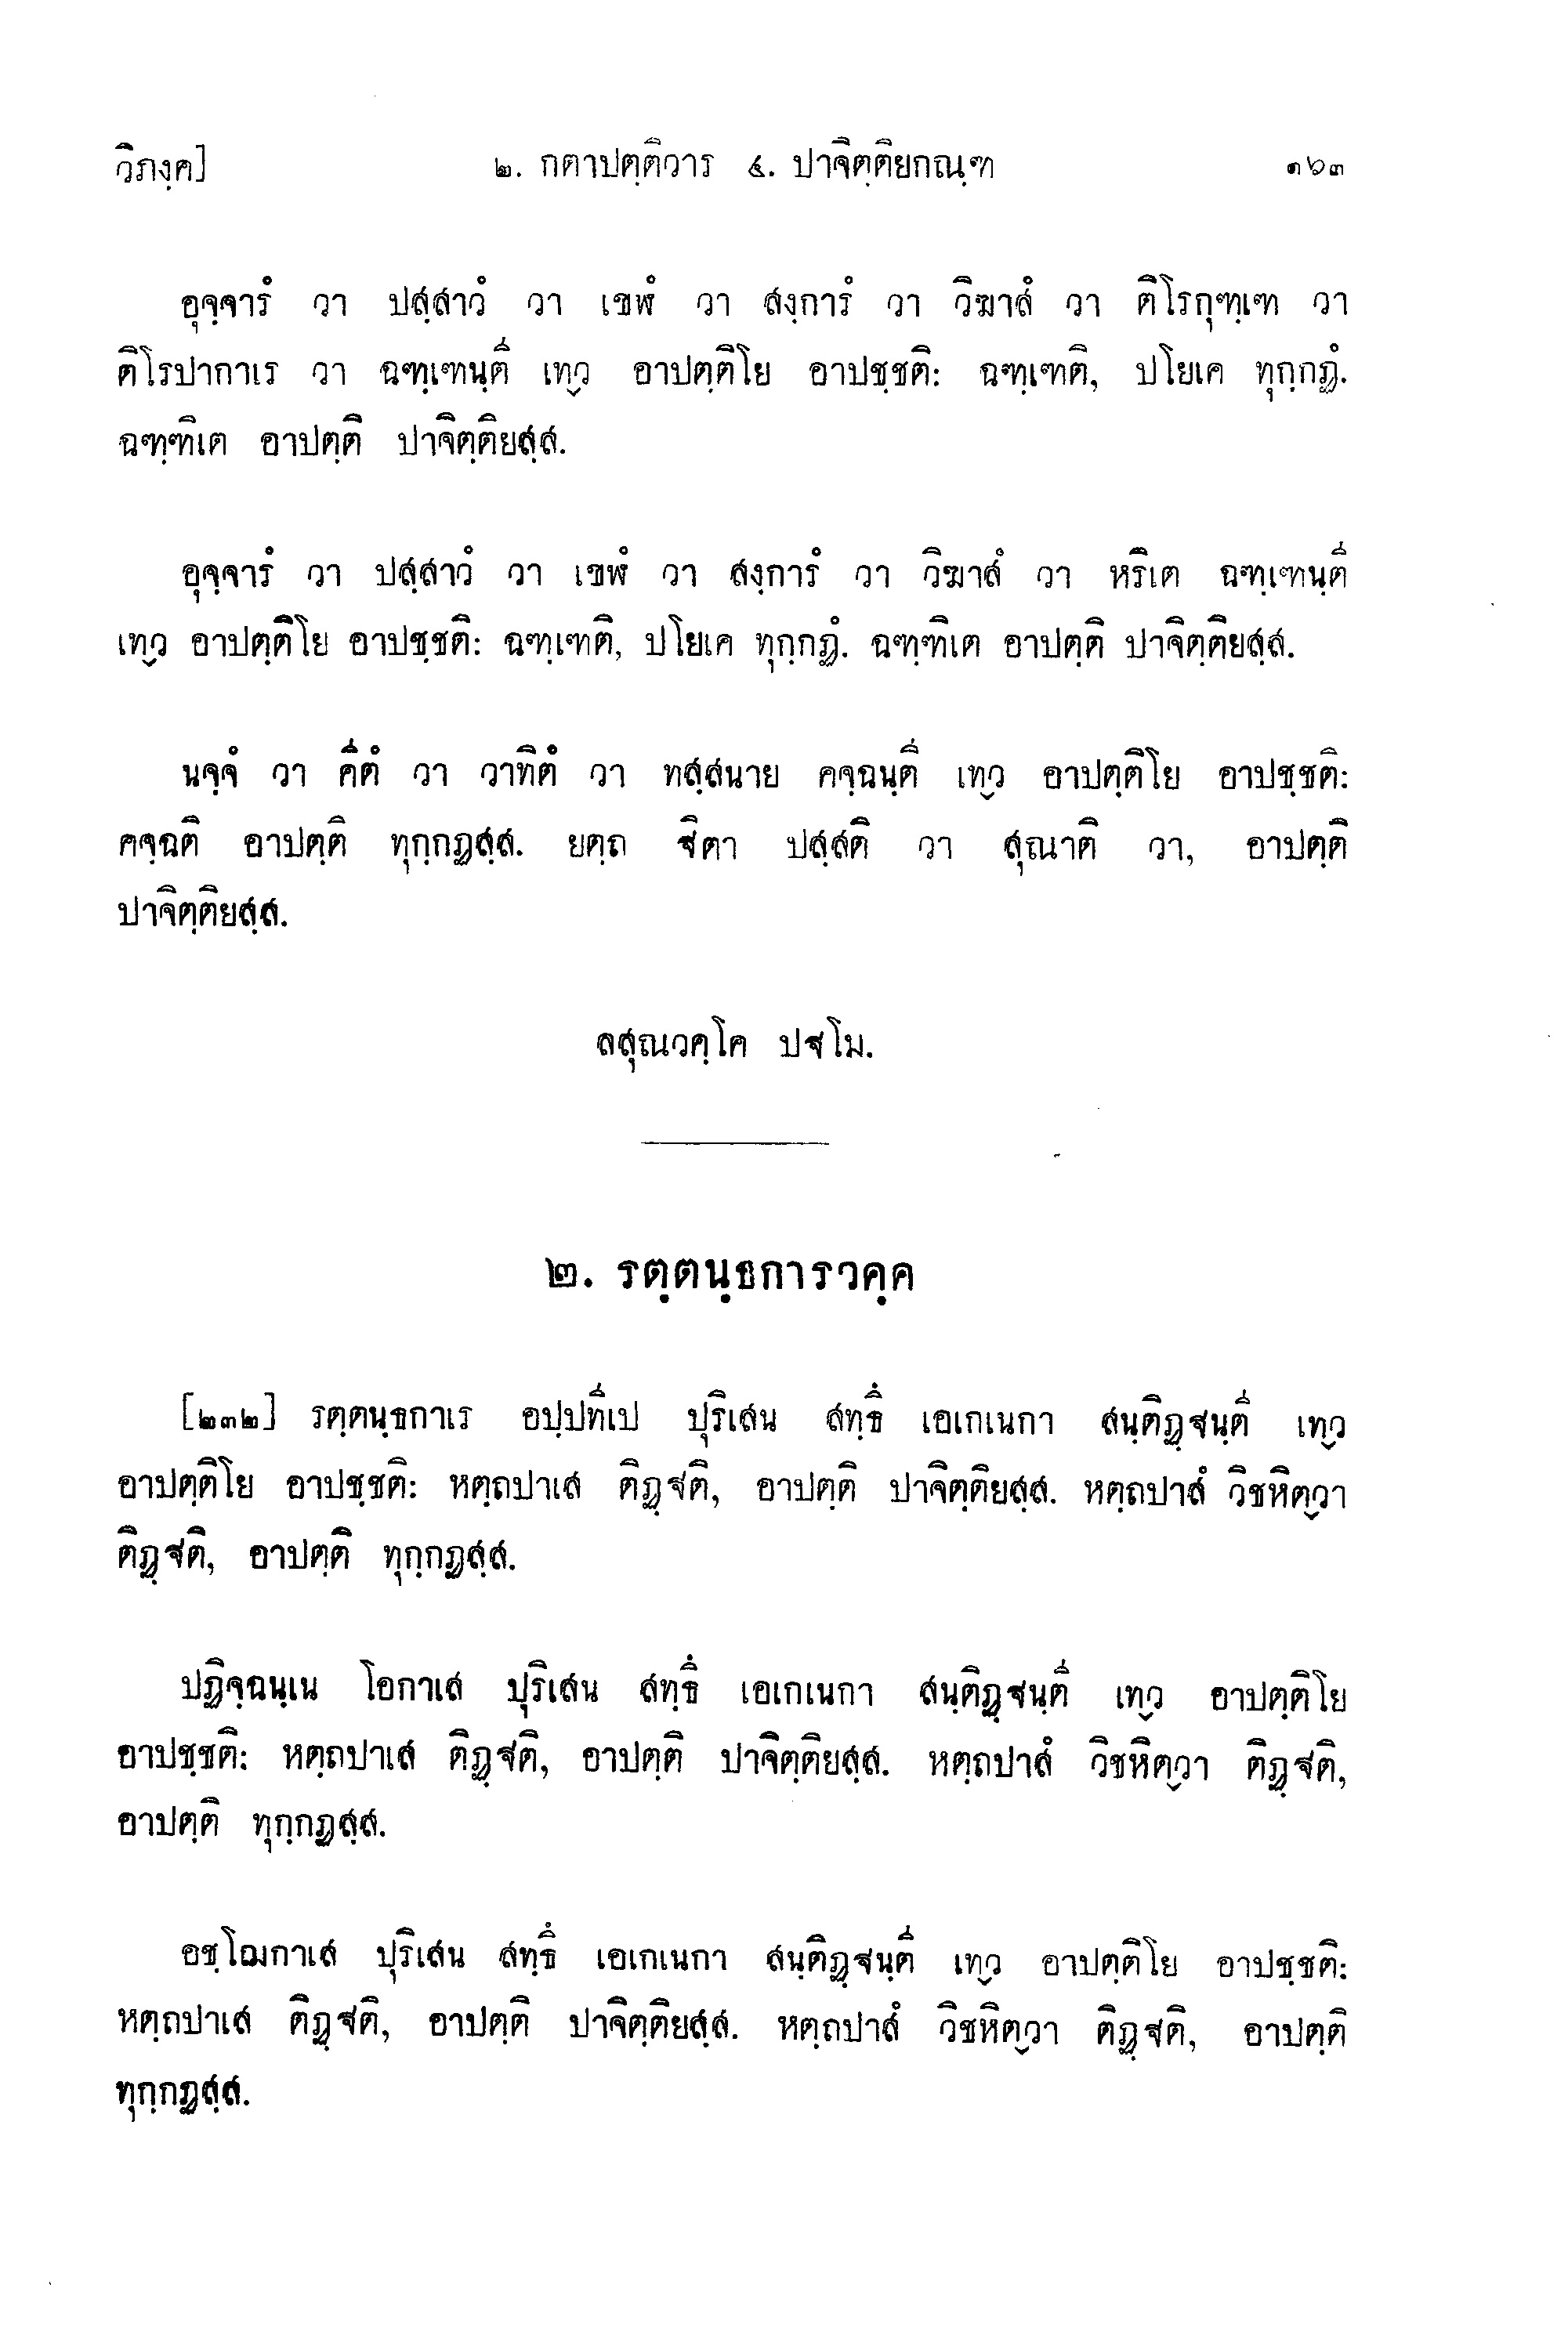 วิภงฺค] ๒. กตาปตฺติวาร ๔. ปาจิตฺติยกณฺฑ ๑๖๓
อุจฺจารํ วา ปสฺสาวํ วา เขฬํ วา สงฺการํ วา วิฆาสํ วา ติโรกุฑฺเฑ วา
ติโรปากาเร วา ฉฑฺเฑนฺตี เทฺว อาปตฺติโย อาปชฺชติ: ฉฑฺเฑติ, ปโยเค ทุกฺกฏํ.
ฉฑฺฑิเต อาปตฺติ ปาจิตฺติยสฺส.
อุจฺจารํ วา ปสฺสาวํ วา เขฬํ วา สงฺการํ วา วิฆาสํ วา หริเต ฉฑฺเฑนฺตี
เทฺว อาปตฺติโย อาปชฺชติ: ฉฑฺเฑติ, ปโยเค ทุกฺกฏํ. ฉฑฺฑิเต อาปตฺติ ปาจิตฺติยสฺส.
นจฺจํ วา คีตํ วา วาทิตํ วา ทสฺสนาย คจฺฉนฺตี เทฺว อาปตฺติโย อาปชฺชติ:
คจฺฉติ อาปตฺติ ทุกฺกฏสฺส. ยตฺถ ฐิตา ปสฺสติ วา สุณาติ วา, อาปตฺติ
ปาจิตฺติยสฺส.
ลสุณวคฺโค ปฐโม.
๒. รตฺตนฺธการวคฺค
[๒๓๒] รตฺตนฺธกาเร อปฺปทีเป ปุริเสน สทฺธึ เอเกเนกา สนฺติฏฺฐนฺตี เทฺว
อาปตฺติโย อาปชฺชติ: หตฺถปาเส ติฏฺฐติ, อาปตฺติ ปาจิตฺติยสฺส. หตฺถปาสํ วิชหิตฺวา
ติฏฺฐติ, อาปตฺติ ทุกฺกฏสฺส.
ปฏิจฺฉนฺเน โอกาเส ปุริเสน สทฺธึ เอเกเนกา สนฺติฏฺฐนฺตี เทฺว อาปตฺติโย
อาปชฺชติ: หตฺถปาเส ติฏฺฐติ, อาปตฺติ ปาจิตฺติยสฺส. หตฺถปาสํ วิชหิตฺวา ติฏฺฐติ,
อาปตฺติ ทุกฺกฏสฺส.
อชฺโฌกาเส ปุริเสน สทฺธึ เอเกเนกา สนฺติฏฺฐนฺตี เทฺว อาปตฺติโย อาปชฺชติ:
หตฺถปาเส ติฏฺฐติ, อาปตฺติ ปาจิตฺติยสฺส. หตฺถปาสํ วิชหิตฺวา ติฏฺฐติ, อาปตฺติ
ทุกฺกฏสฺส.